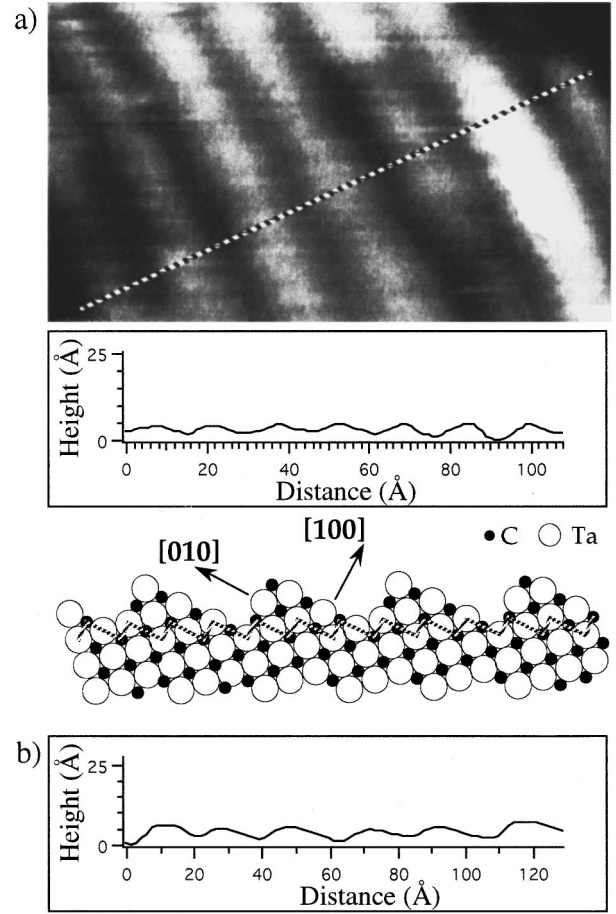 a)
25
Height (Å)
0
0 20 40 60 80 100
Distance (Å)
[010]
[100]
C Ta
b)
25
Height (Å)
0
0 20 40 60 80 100 120
Distance (Å)